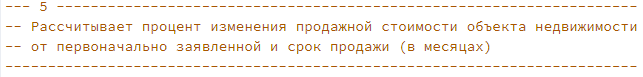 --- 5 --------------------------------------------------------------------
-- Рассчитывает процент изменения продажной стоимости объекта недвижимости
-- от первоначально заявленной и срок продажи (в месяцах)
--------------------------------------------------------------------------